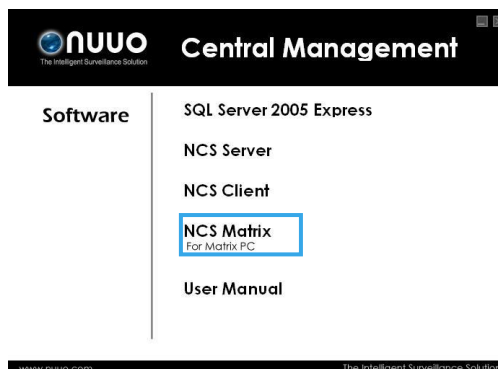 NUUO
The Intelligent Surveillance Solution
Central Management
Software
SQL Server 2005 Express
NCS Server
NCS Client
NCS Matrix
For Matrix PC
User Manual
www.nuuo.com
The Intelligent Surveillance Solution